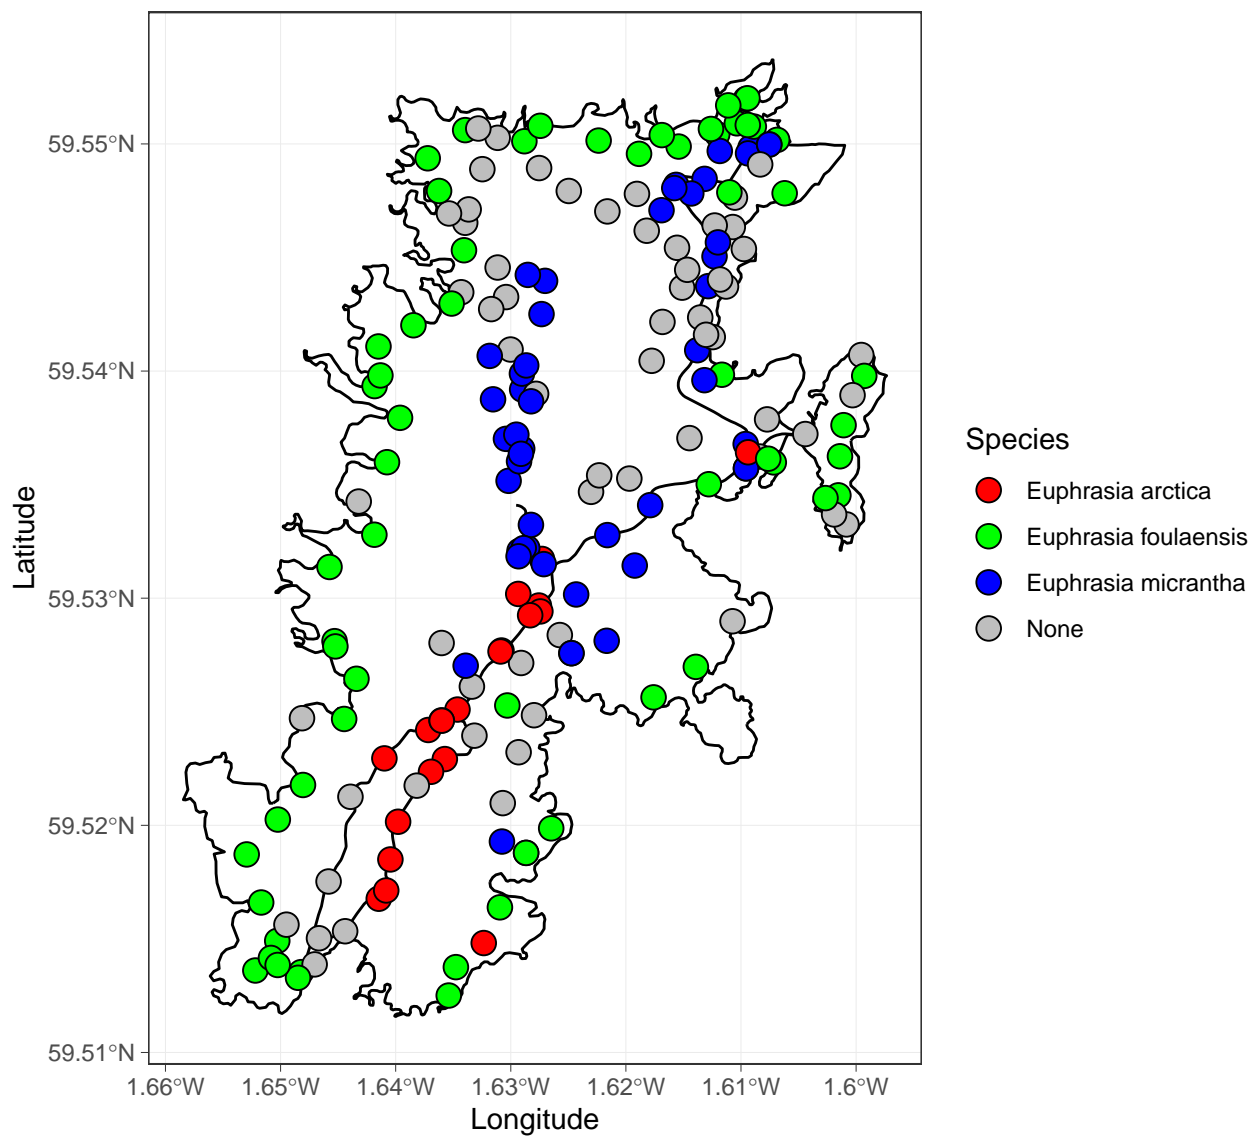 59.55°N
59.54°N
59.53°N
59.52°N
59.51°N
Latitude
1.66°W 1.65°W 1.64°W 1.63°W 1.62°W 1.61°W 1.6°W
Longitude
Species
Euphrasia arctica
Euphrasia foulaensis
Euphrasia micrantha
None